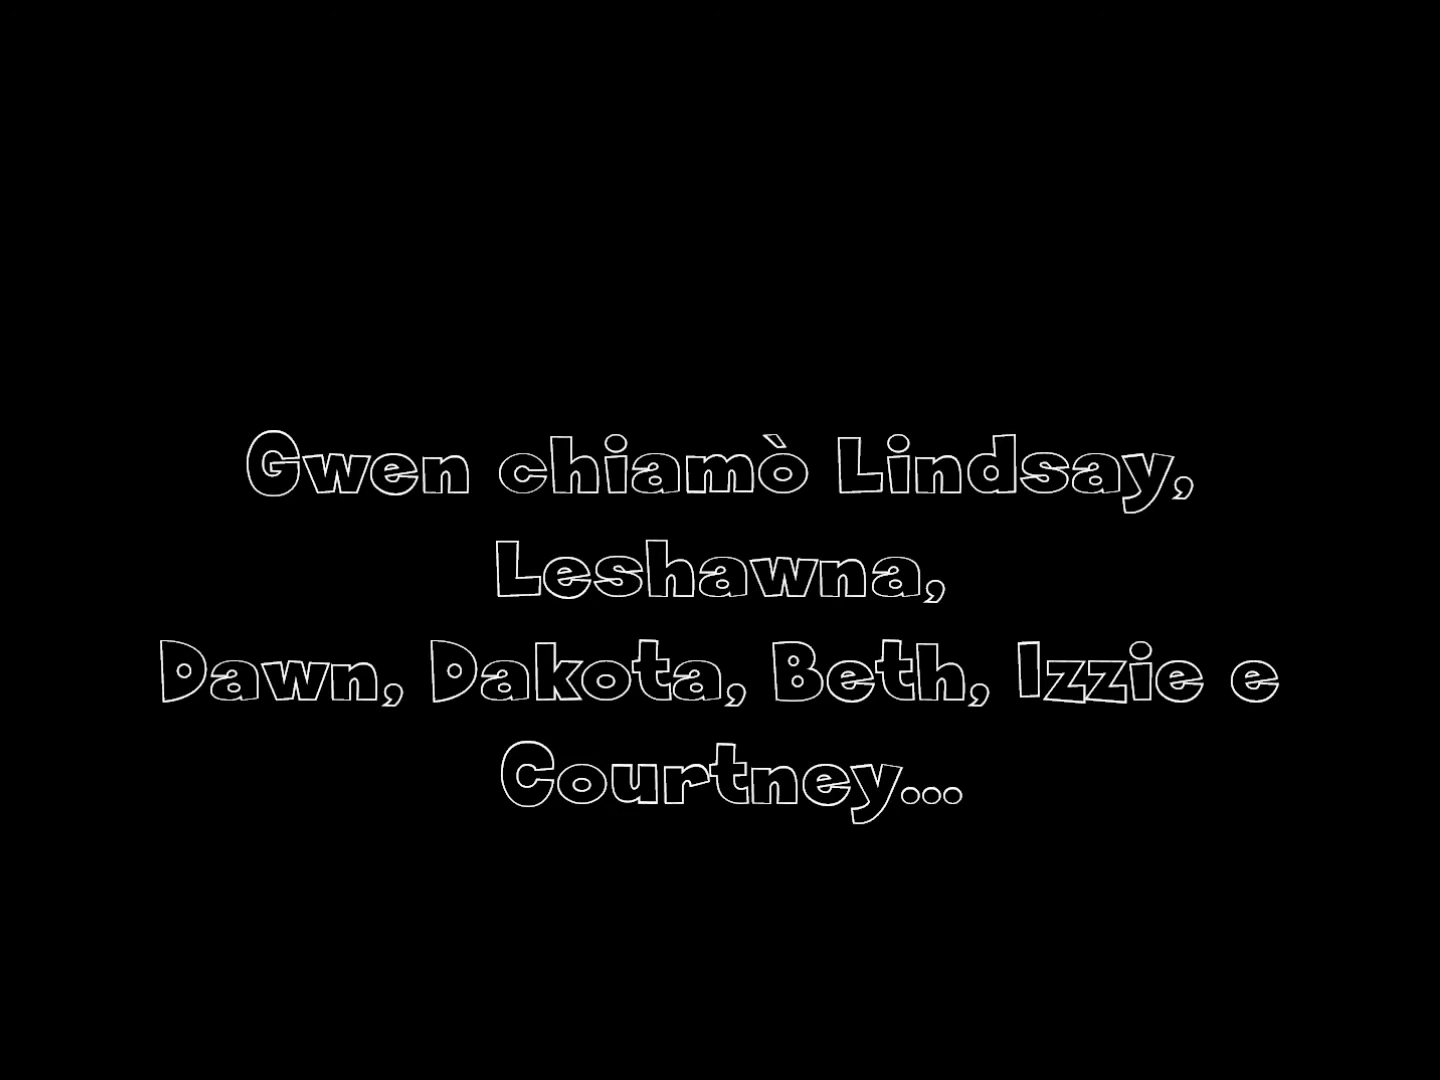 Gwen chiamò Lindsay,
Leshawna,
Dawn, Dakota, Beth, Izzie e
Courtney...